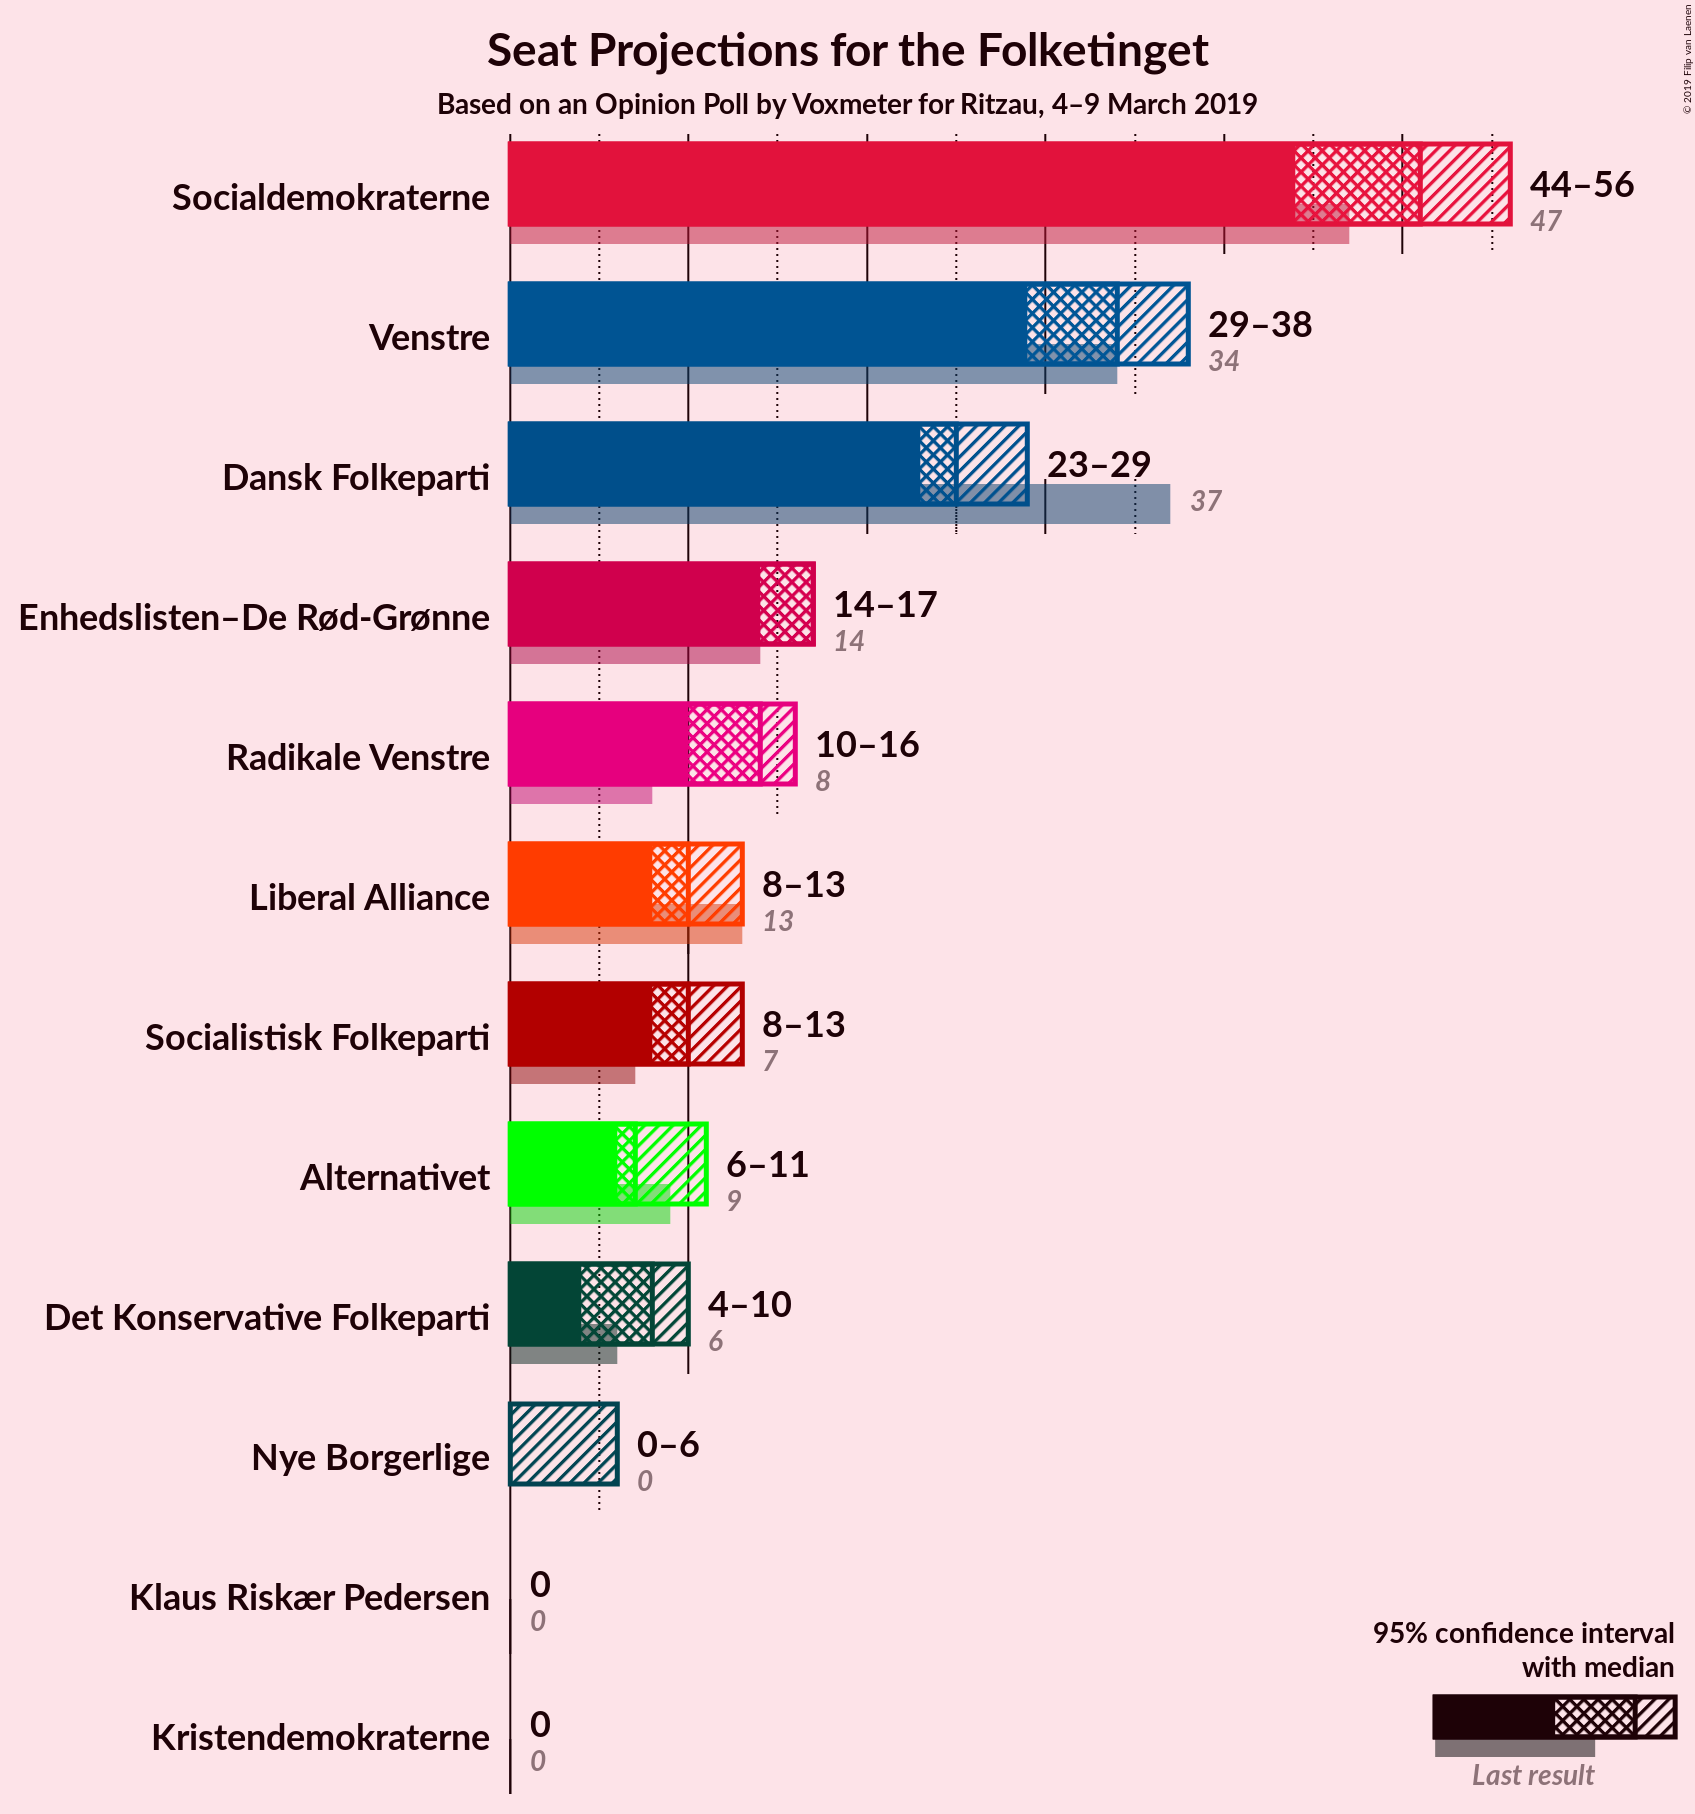 Seat Projections for the Folketinget
Based on an Opinion Poll by Voxmeter for Ritzau, 4–9 March 2019
© 2019 Filip van Laenen
Socialdemokraterne
44–56
47
Venstre
29–38
34
Dansk Folkeparti
23–29
37
Enhedslisten–De Rød-Grønne
14–17
14
Radikale Venstre
10–16
8
Liberal Alliance
8–13
13
Socialistisk Folkeparti
8–13
7
Alternativet
6–11
9
Det Konservative Folkeparti
4–10
6
Nye Borgerlige
0–6
0
Klaus Riskær Pedersen
0
0
Kristendemokraterne
0
0
95% confidence interval
with median
Last result